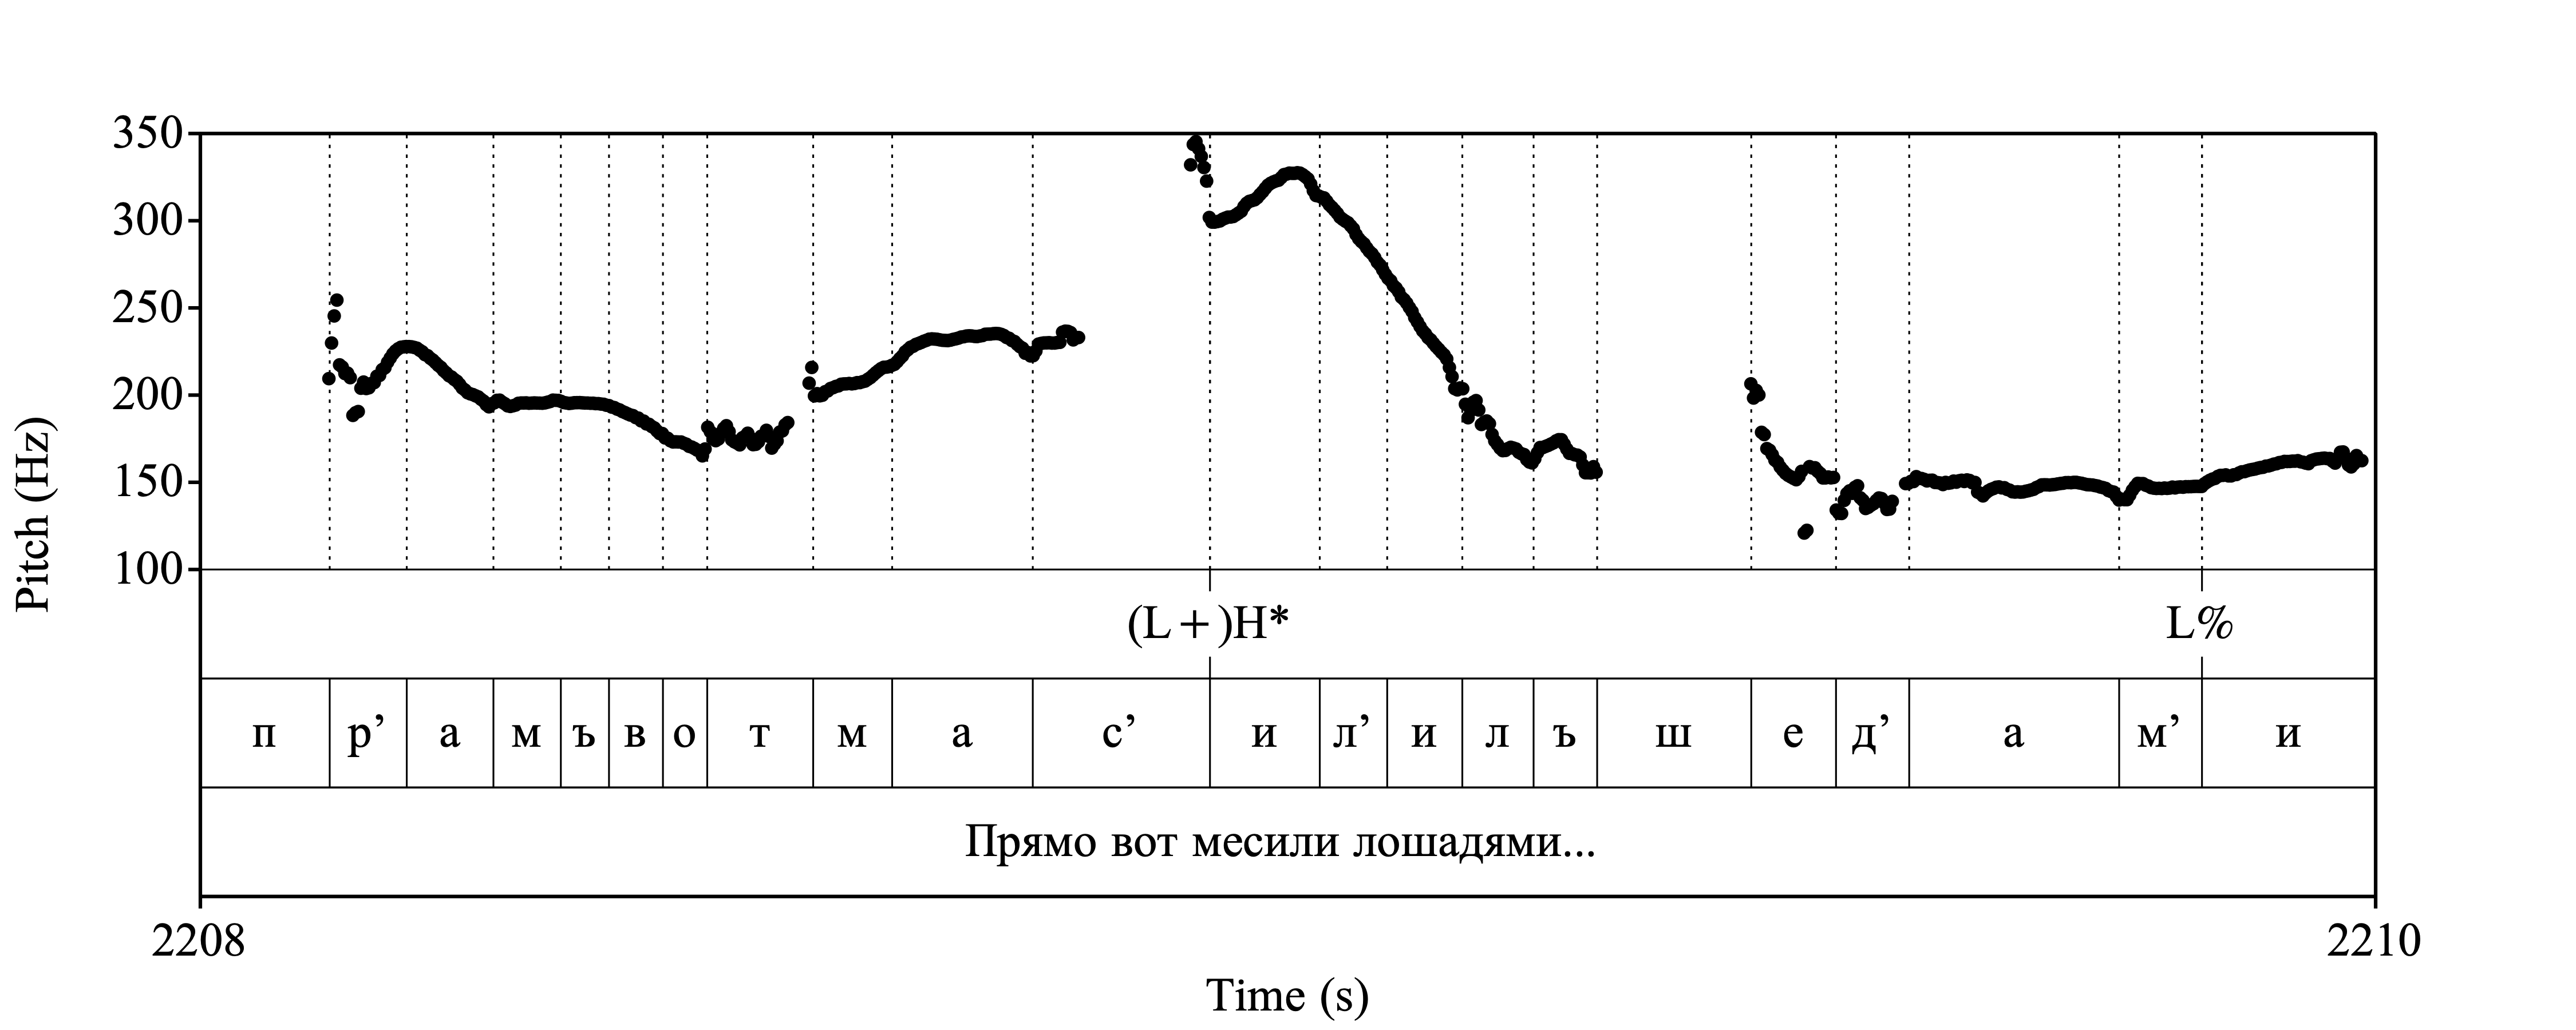 350
300
250
200
150
100
Pitch (Hz)
(L+)H* L%
п р’ а м ъ в о т м а с’ и л’ и л ъ ш е д’ а м’ и
Прямо вот месили лошадями...
2208 2210
Time (s)